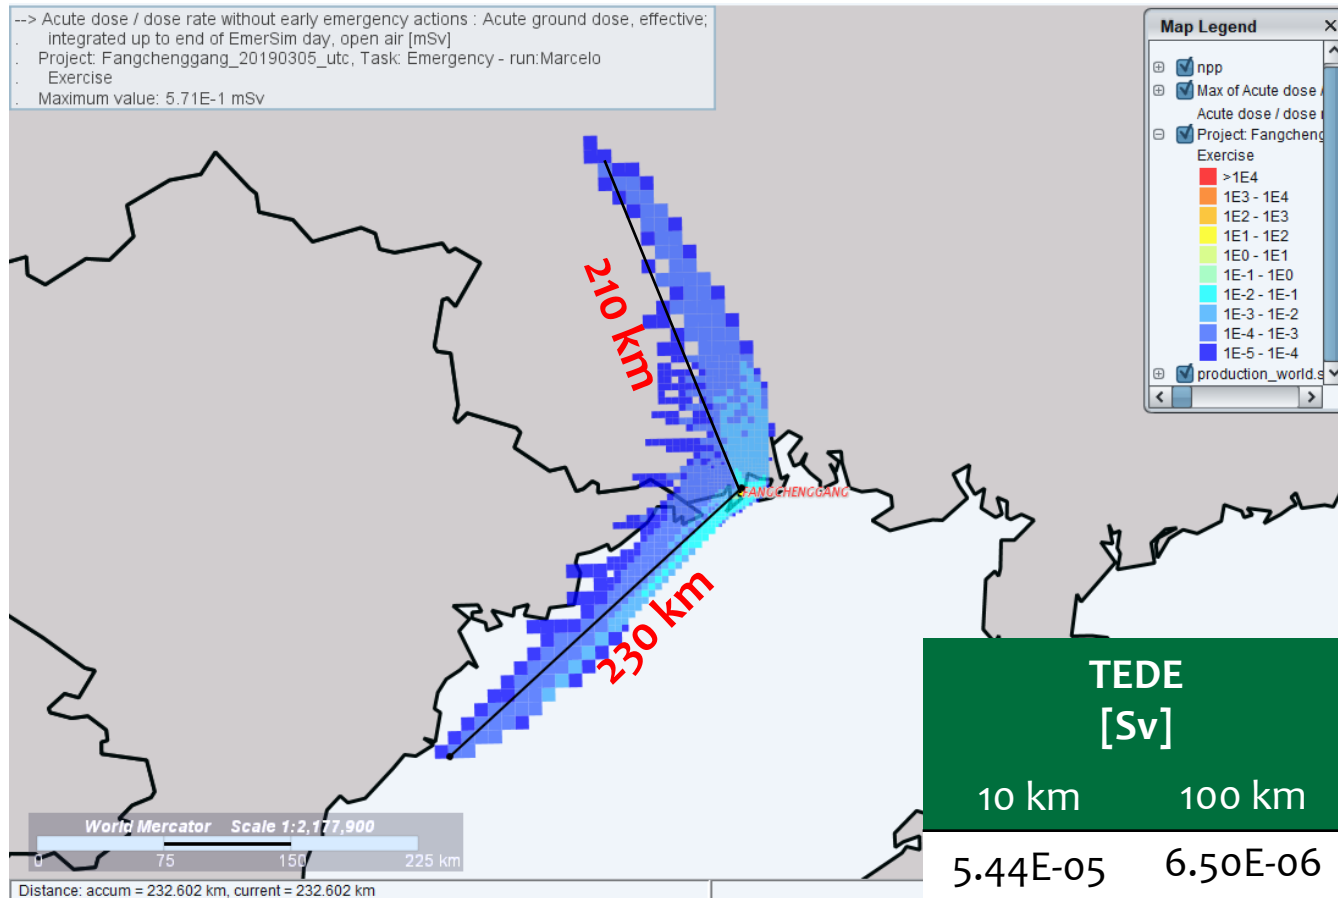 --> Acute dose / dose rate without early emergency actions : Acute ground dose, effective;
. integrated up to end of EmerSim day, open air [mSv]
. Project: Fangchenggang_20190305_utc, Task: Emergency - run:Marcelo
. Exercise
. Maximum value: 5.71E-1 mSv
Map Legend
npp
Max of Acute dose /
Acute dose / dose r
Project: Fangcheng
Exercise
>1E4
1E3 - 1E4
1E2 - 1E3
1E1 - 1E2
1E0 - 1E1
1E-1 - 1E0
1E-2 - 1E-1
1E-3 - 1E-2
1E-4 - 1E-3
1E-5 - 1E-4
production_world.s
210 km
FANGCHENGGANG
230 km
TEDE
[Sv]
10 km 100 km
5.44E-05 6.50E-06
World Mercator Scale 1:2,177,900
0 75 150 225 km
Distance: accum = 232.602 km, current = 232.602 km